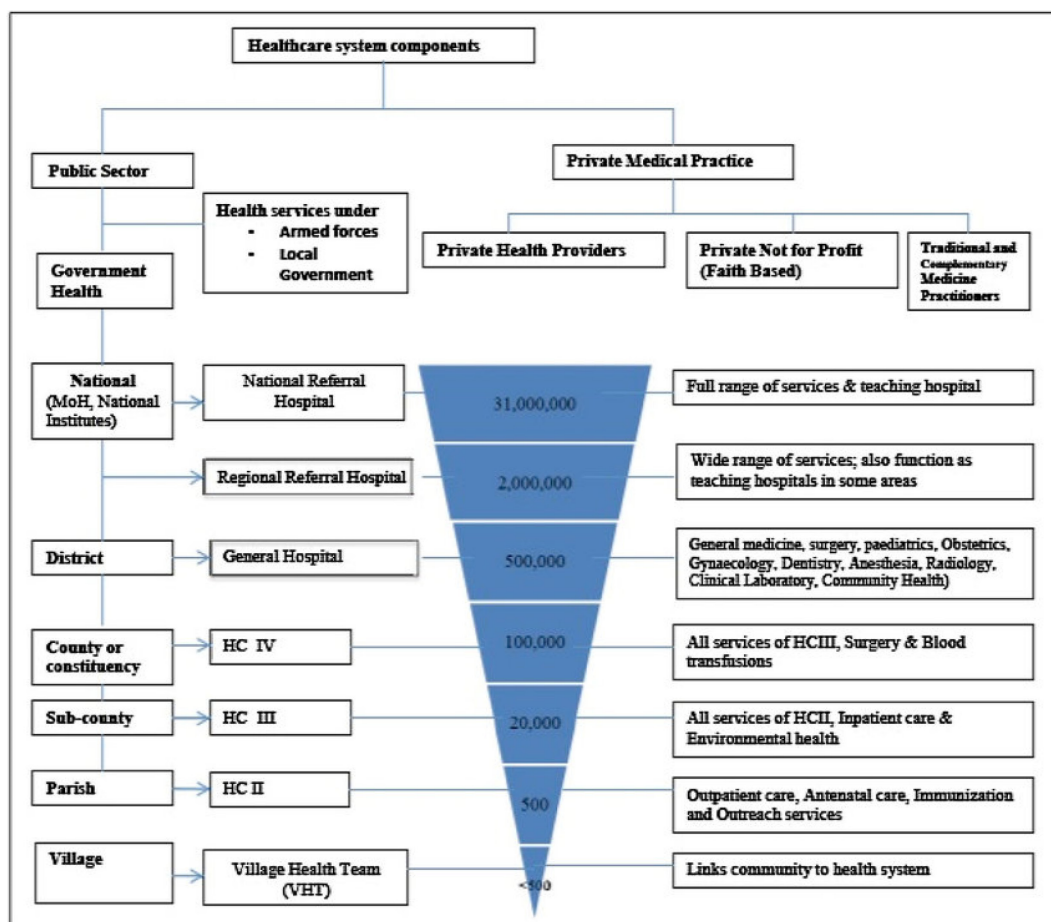 Healthcare system components
Public Sector
Private Medical Practice
Health services under
- Armed forces
- Local
Government
Private Health Providers
Private Not for Profit
(Faith Based)
Traditional and
Complementary
Medicine
Practitioners
Government
Health
National
(MoH, National
Institutes)
National Referral
Hospital
31,000,000
Full range of services & teaching hospital
Regional Referral Hospital
2,000,000
Wide range of services; also function as
teaching hospitals in some areas
District
General Hospital
500,000
General medicine, surgery, paediatrics, Obstetrics,
Gynaecology, Dentistry, Anesthesia, Radiology,
Clinical Laboratory, Community Health)
County or
constituency
HC IV
100,000
All services of HCIII, Surgery & Blood
transfusions
Sub-county
HC III
20,000
All services of HCII, Inpatient care &
Environmental health
Parish
HC II
500
Outpatient care, Antenatal care, Immunization
and Outreach services
Village
Village Health Team
(VHT)
<500
Links community to health system